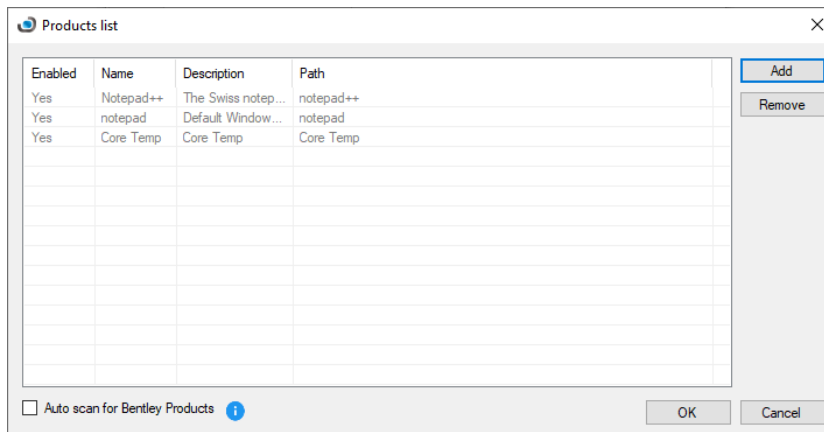 Products list
Enabled Name Description Path
Yes Notepad++ The Swiss notep... notepad++
Yes notepad Default Window... notepad
Yes Core Temp Core Temp Core Temp
Add
Remove
Auto scan for Bentley Products
OK Cancel